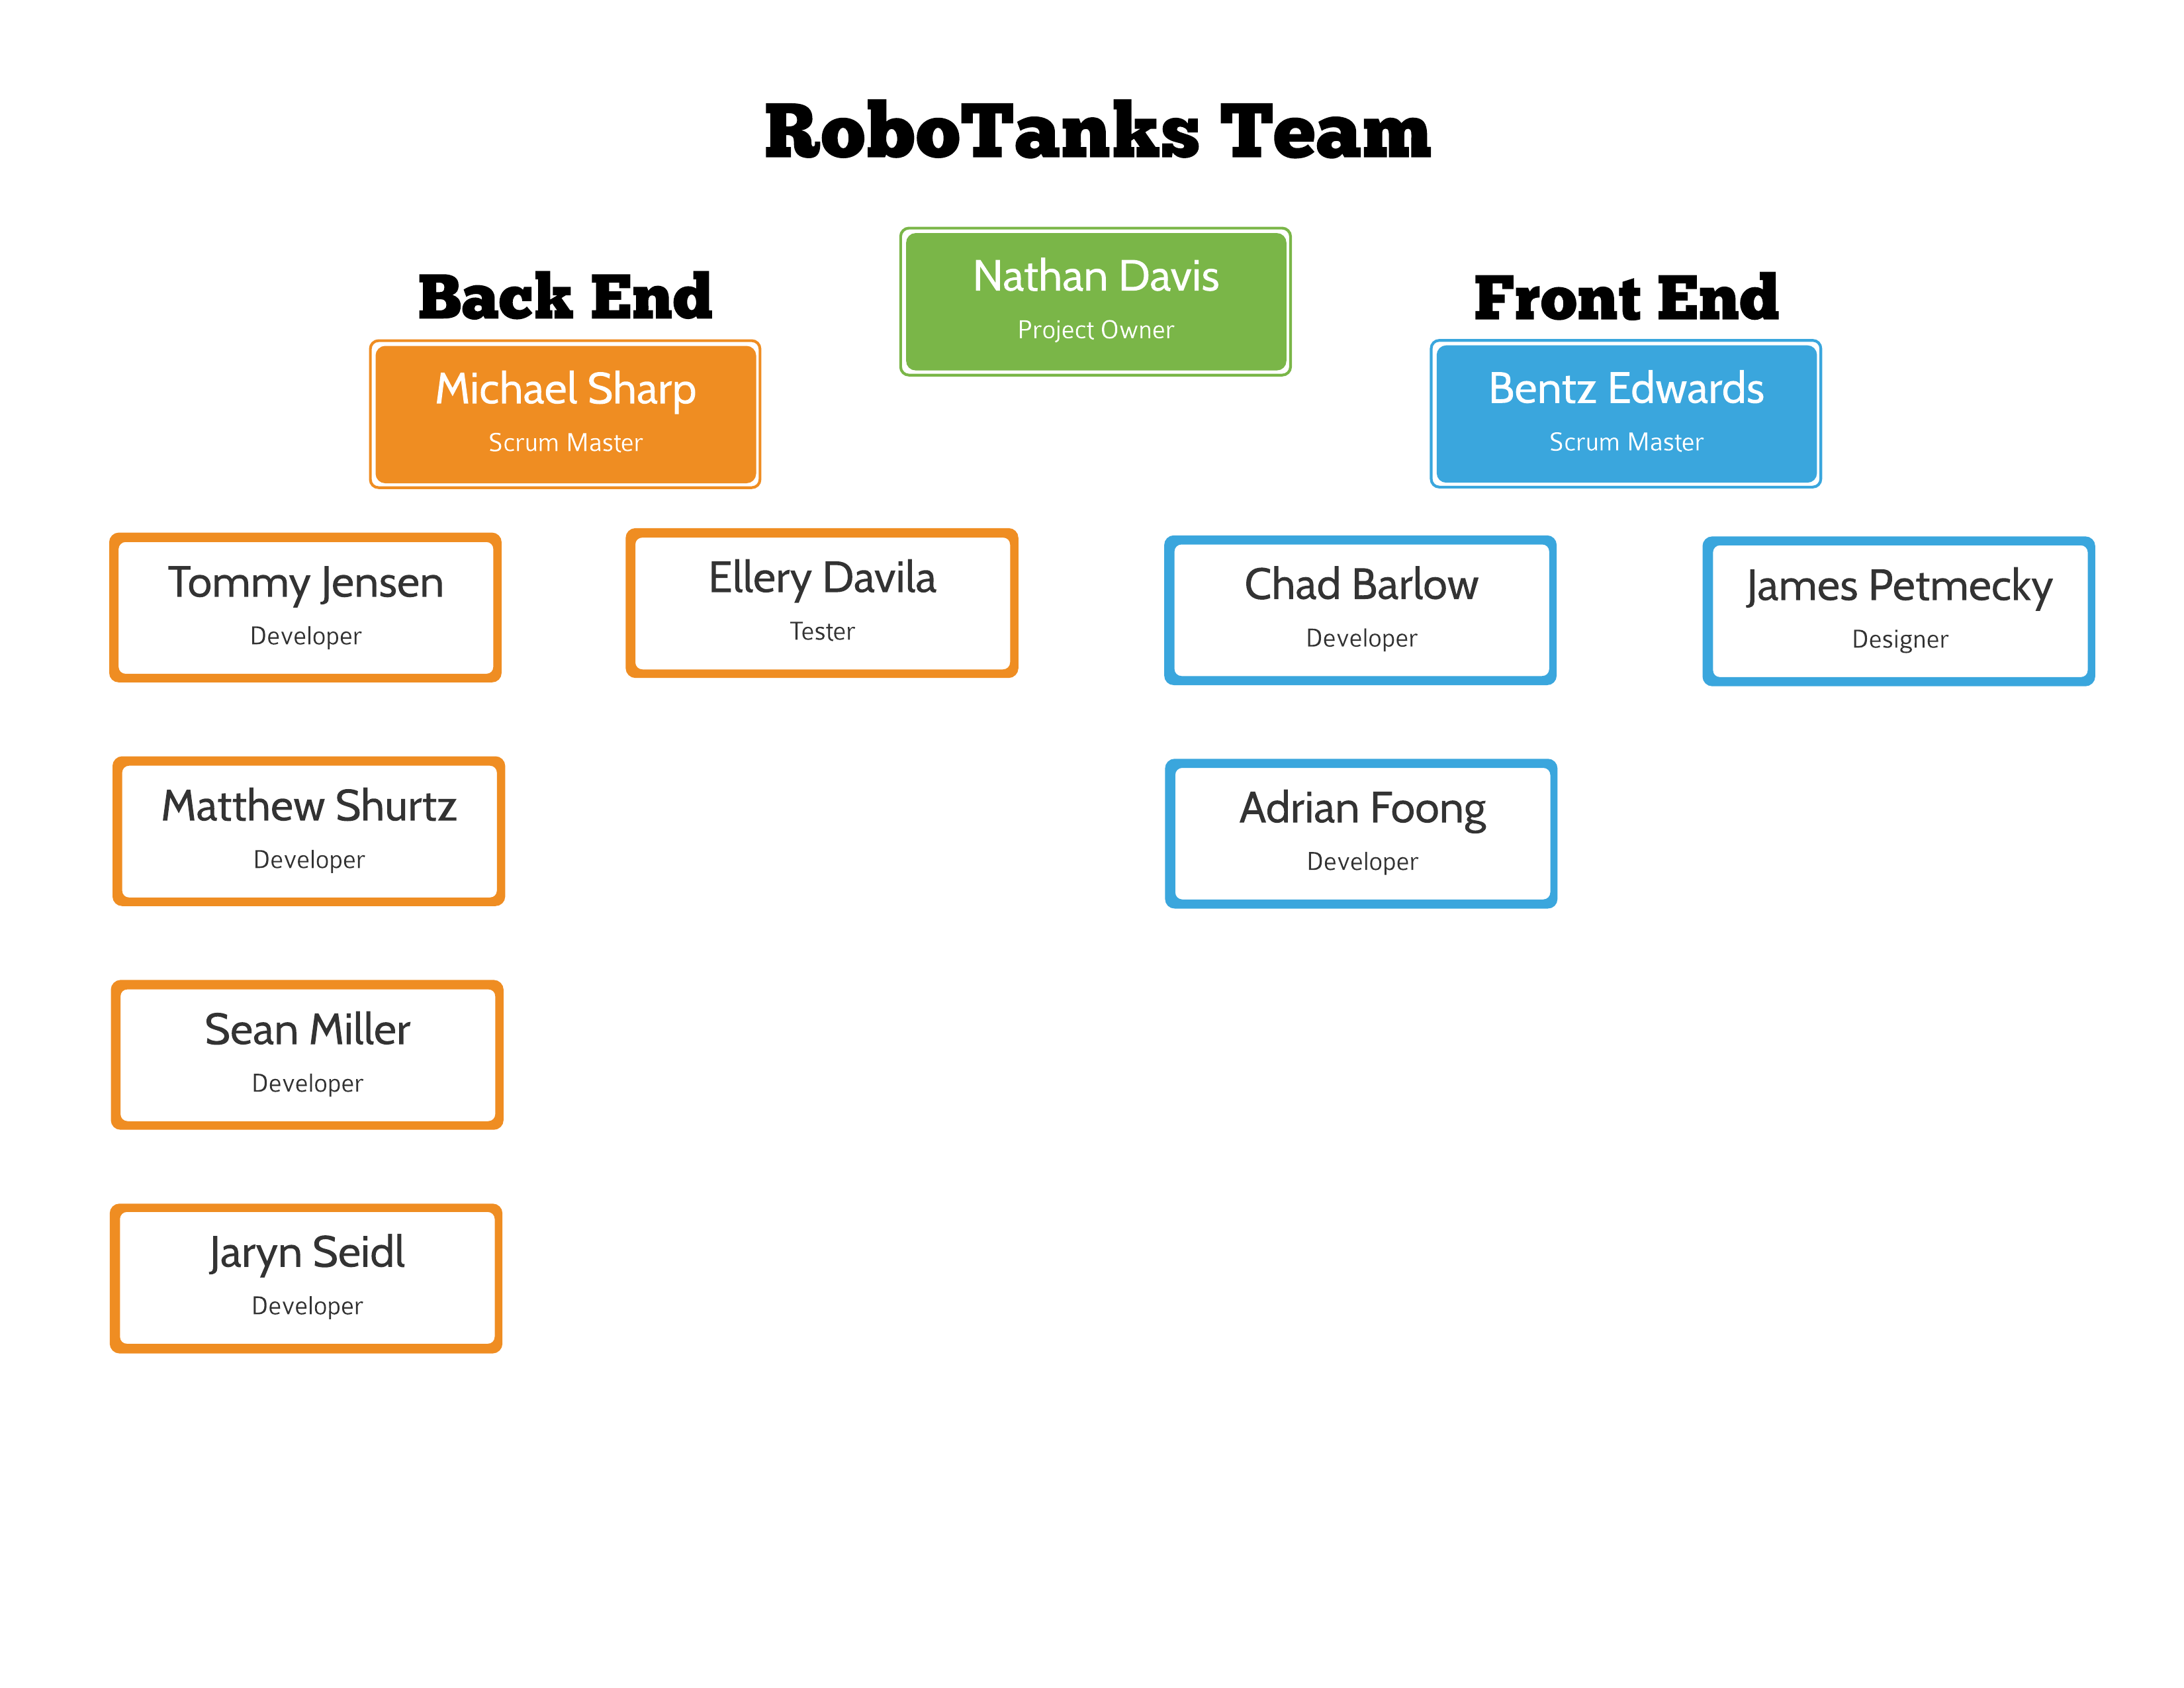 RoboTanks Team
Nathan Davis
Project Owner
Back End
Michael Sharp
Scrum Master
Tommy Jensen
Developer
Ellery Davila
Tester
Matthew Shurtz
Developer
Sean Miller
Developer
Jaryn Seidl
Developer
Front End
Bentz Edwards
Scrum Master
Chad Barlow
Developer
James Petmecky
Designer
Adrian Foong
Developer